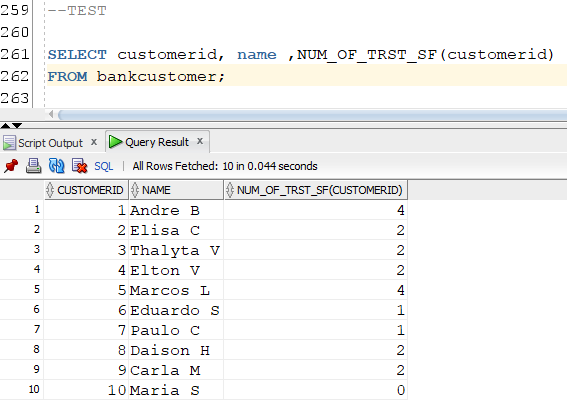 259 --TEST
260
261 SELECT customerid, name ,NUM_OF_TRST_SF(customerid)
262 FROM bankcustomer;
263
Script Output x Query Result x
SQL | All Rows Fetched: 10 in 0.044 seconds
CUSTOMERID NAME NUM_OF_TRST_SF(CUSTOMERID)
1 1 Andre B 4
2 2 Elisa C 2
3 3 Thalyta V 2
4 4 Elton V 2
5 5 Marcos L 4
6 6 Eduardo S 1
7 7 Paulo C 1
8 8 Daison H 2
9 9 Carla M 2
10 10 Maria S 0